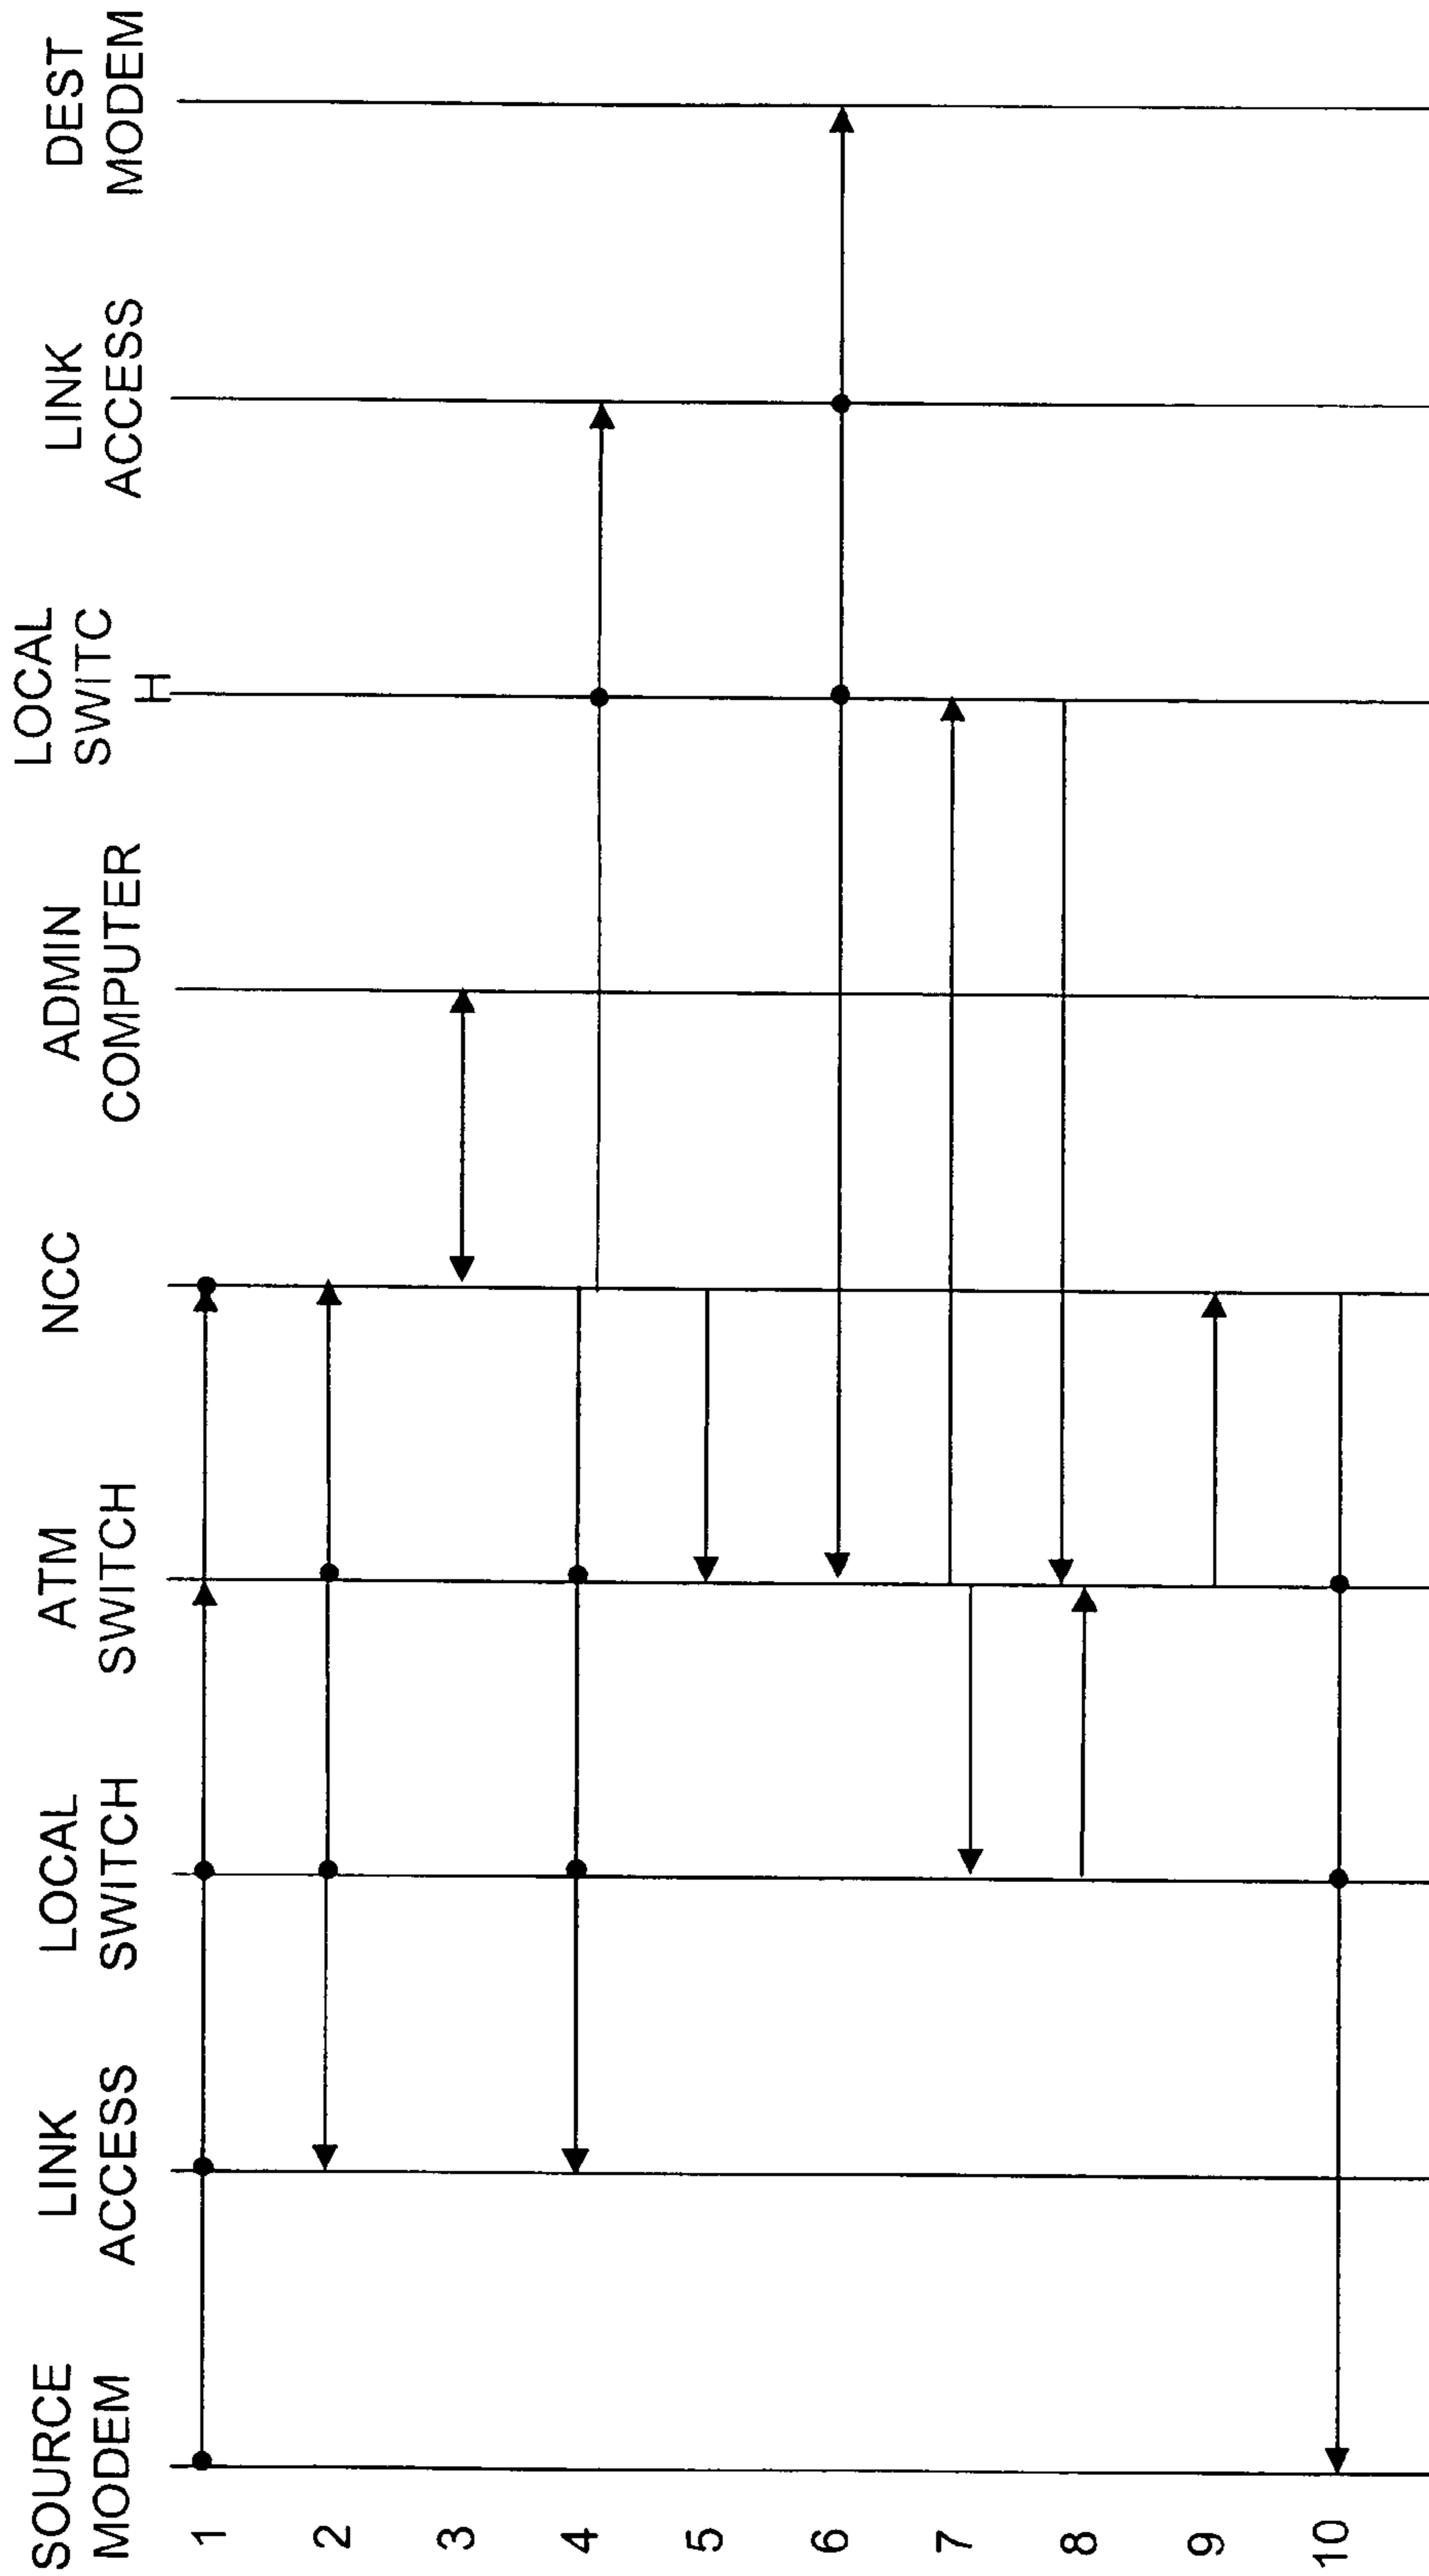 SOURCE
MODEM
LINK
ACCESS
LOCAL
SWITCH
ATM
SWITCH
NCC
ADMIN
COMPUTER
LOCAL
SWITC
H
LINK
ACCESS
DEST
MODEM
1
2
3
4
5
6
7
8
9
10